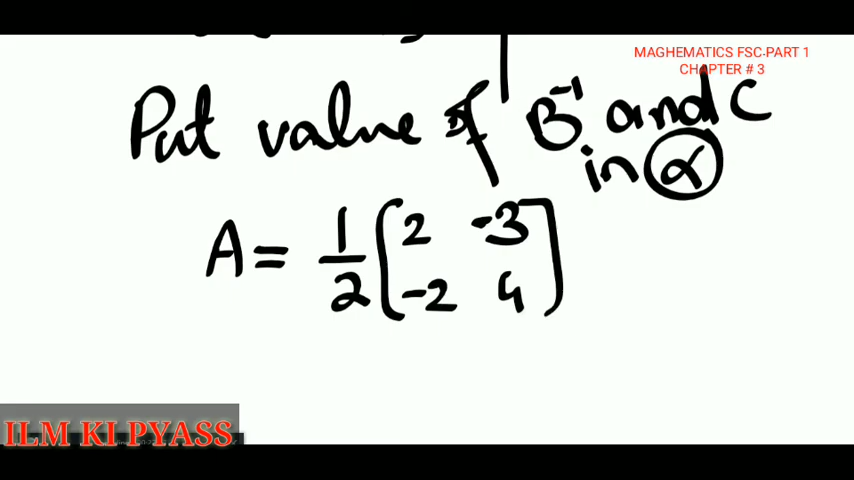 MAGHEMATICS FSC-PART 1
CHAPTER # 3
Put value of B⁻¹ and C
in α
A = 1/2 [2 -3
-2 4]
ILM KI PYASS